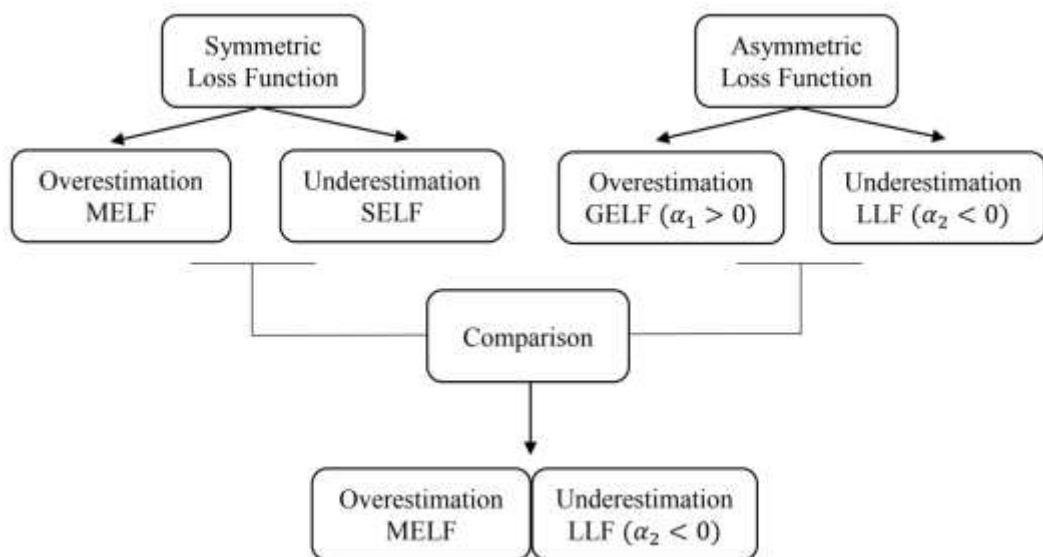 Symmetric
Loss Function
Asymmetric
Loss Function
Overestimation
MELF
Underestimation
SELF
Overestimation
GELF (α₁ > 0)
Underestimation
LLF (α₂ < 0)
Comparison
Overestimation
MELF
Underestimation
LLF (α₂ < 0)